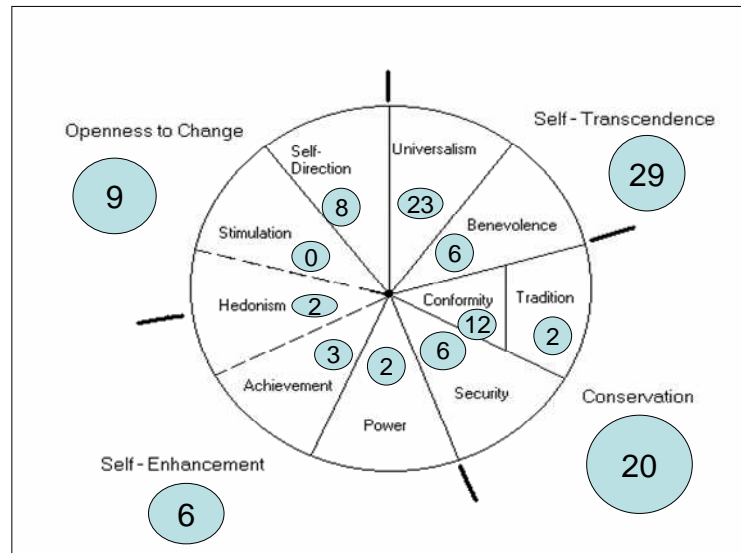 Openness to Change
9
Self - Transcendence
29
Self-
Direction
8
Universalism
23
Stimulation
0
Benevolence
6
Hedonism
2
Conformity
12
Tradition
2
Achievement
3
Power
2
Security
6
Self - Enhancement
6
Conservation
20